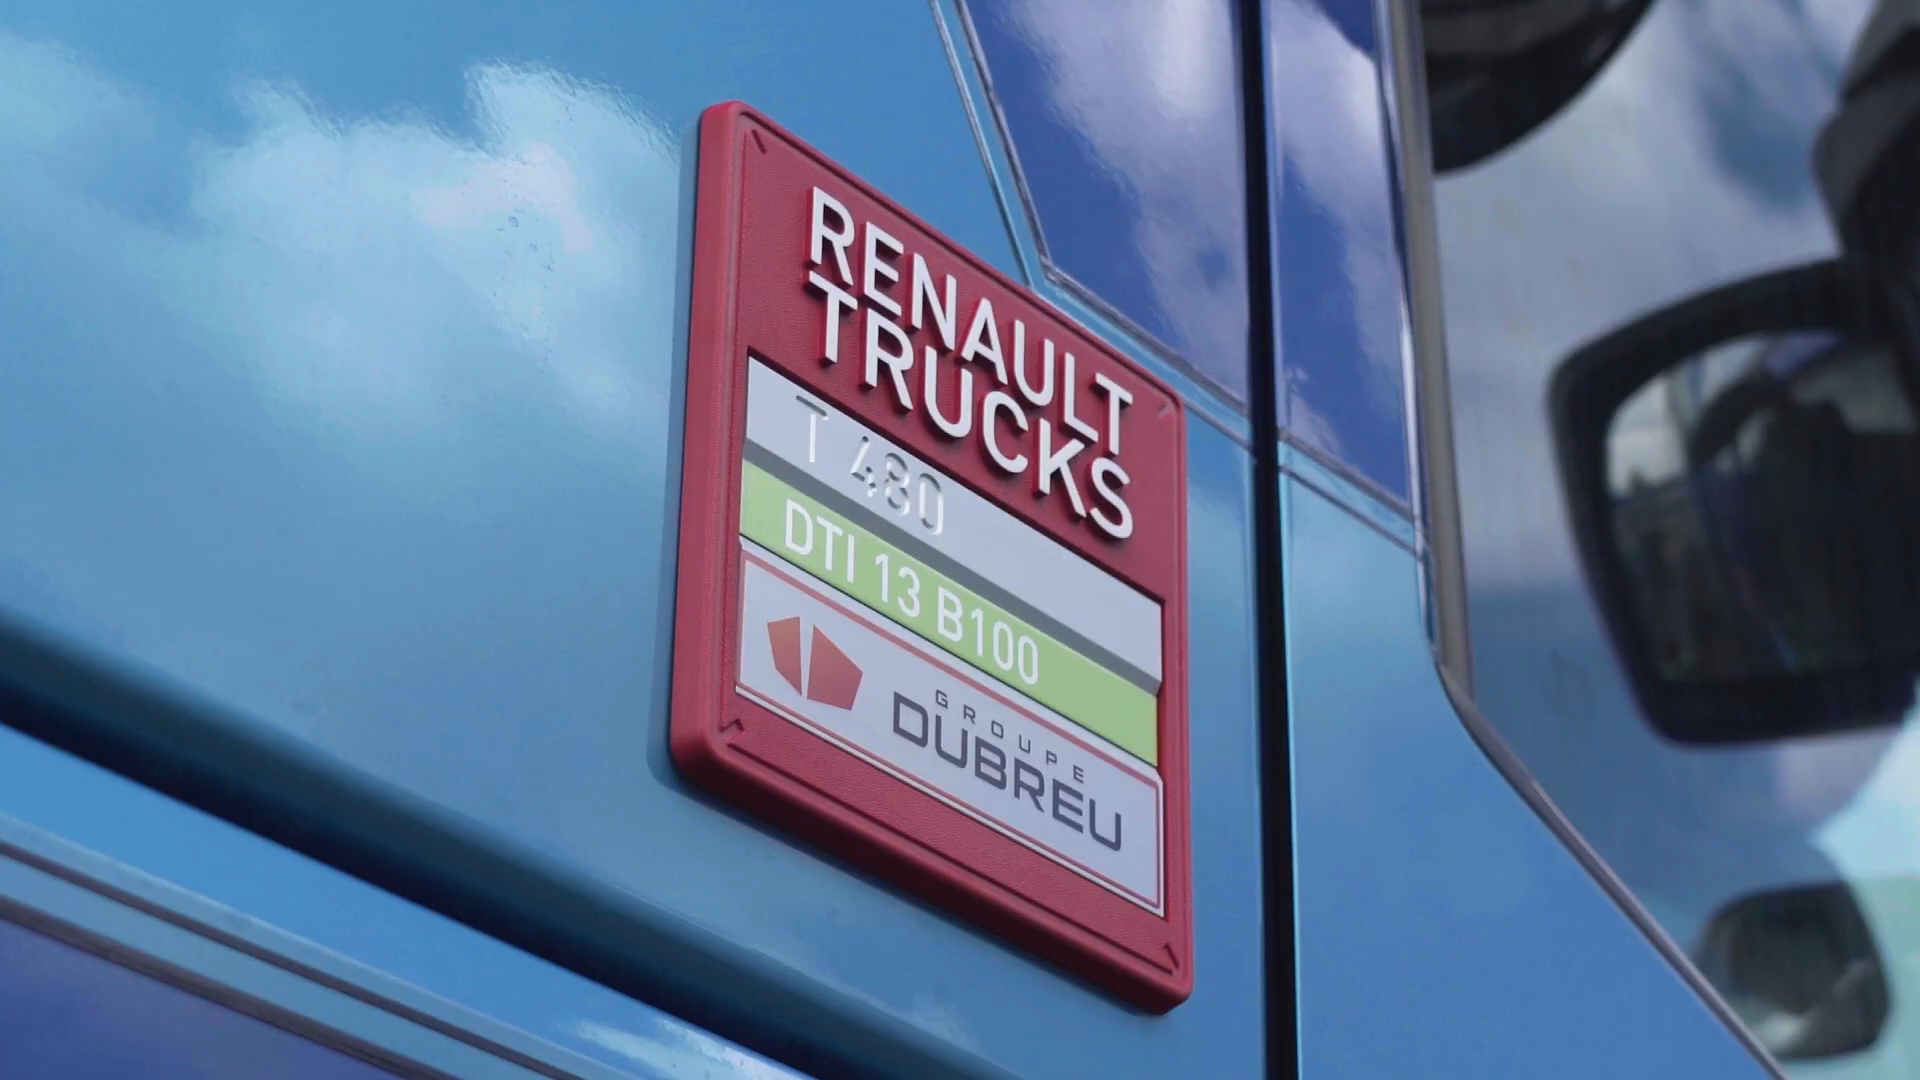 RENAULT
TRUCKS
T 480
DTI 13 B100
GROUPE
DUBREU